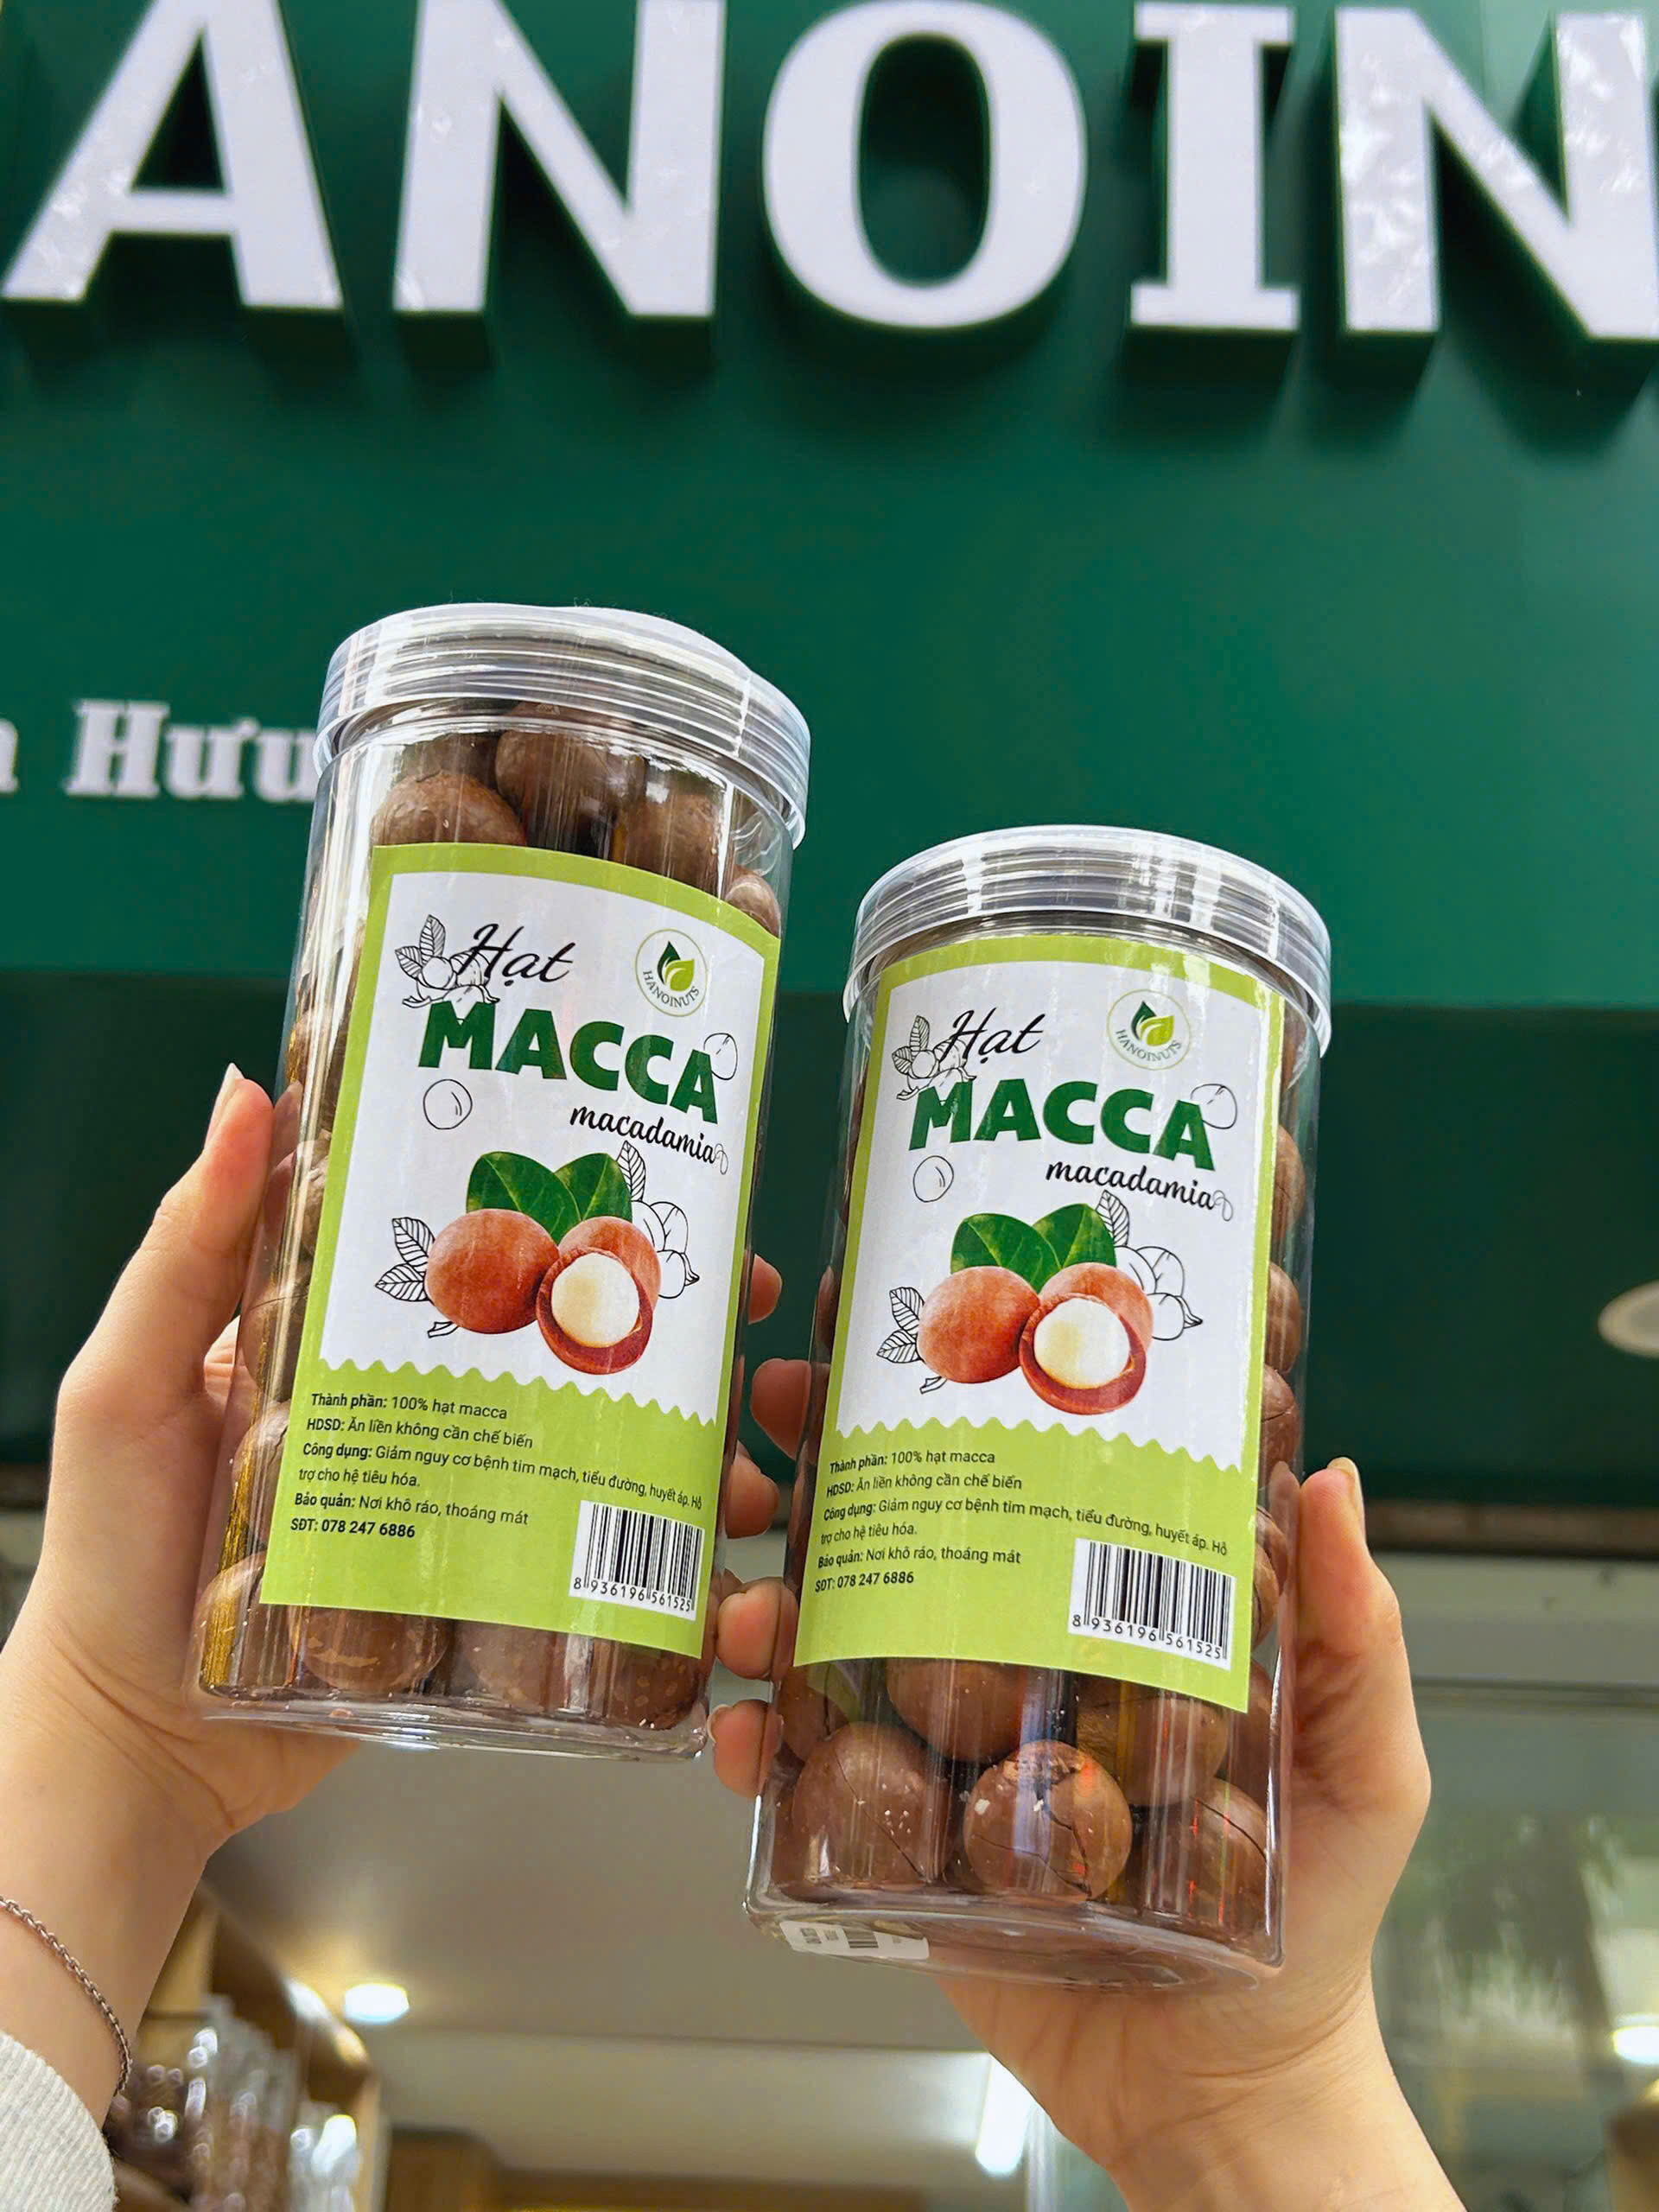 ANOIN
Hưu
Hạt
HANOINUTS
MACCA
macadamia
Thành phần: 100% hạt macca
HDSD: Ăn liền không cần chế biến
Công dụng: Giảm nguy cơ bệnh tim mạch, tiểu đường, huyết áp. Hỗ
trợ cho hệ tiêu hóa.
Bảo quản: Nơi khô ráo, thoáng mát
SĐT: 078 247 6886
8 936196 561525
Hạt
HANOINUTS
MACCA
macadamia
Thành phần: 100% hạt macca
HDSD: Ăn liền không cần chế biến
Công dụng: Giảm nguy cơ bệnh tim mạch, tiểu đường, huyết áp. Hỗ
trợ cho hệ tiêu hóa.
Bảo quản: Nơi khô ráo, thoáng mát
SĐT: 078 247 6886
8 936196 561525